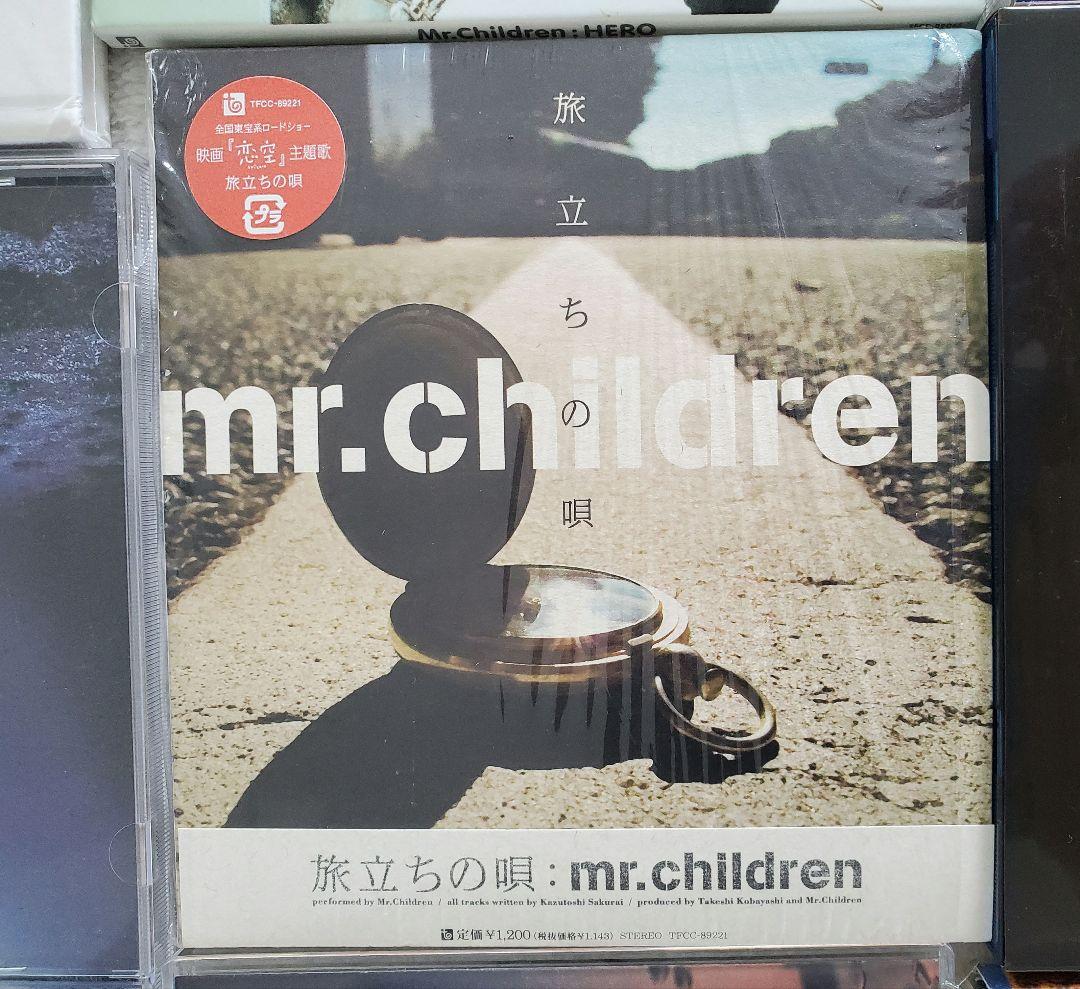 Mr.Children : HERO
TFCC-89221
全国東宝系ロードショー
映画『恋空』主題歌
旅立ちの唄
プラ
旅立ちの唄
mr.children
旅立ちの唄 : mr.children
performed by Mr.Children / all tracks written by Kazutoshi Sakurai / produced by Takeshi Kobayashi and Mr.Children
定価¥1,200(税抜価格¥1,143) STEREO TFCC-89221